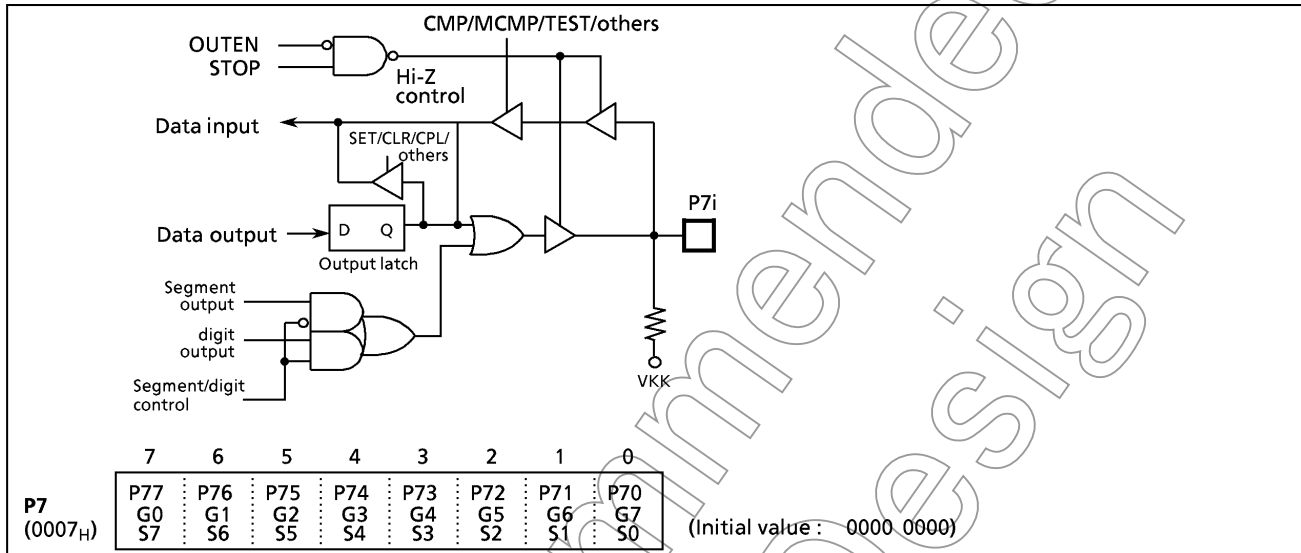 CMP/MCMP/TEST/others
OUTEN
STOP
Hi-Z
control
Data input
SET/CLR/CPL/
others
P7i
Data output
D Q
Output latch
Segment
output
digit
output
VKK
Segment/digit
control
7 6 5 4 3 2 1 0
P7
(0007H)
P77 P76 P75 P74 P73 P72 P71 P70
G0 G1 G2 G3 G4 G5 G6 G7
S7 S6 S5 S4 S3 S2 S1 S0
(Initial value : 0000 0000)
mmended
esign